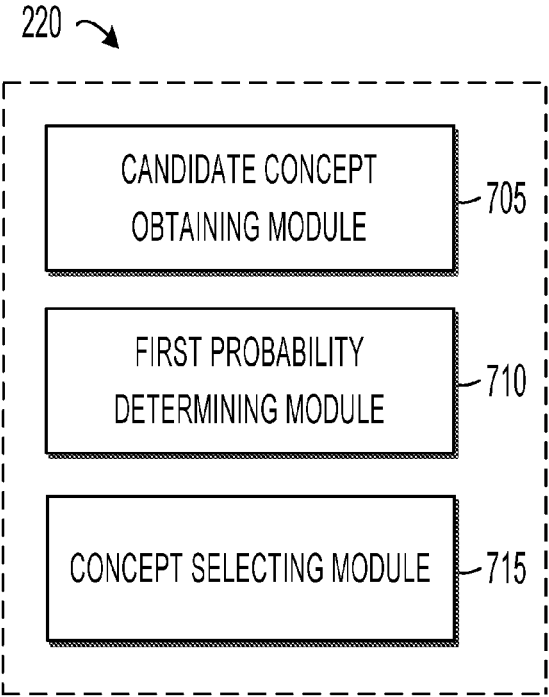 220
CANDIDATE CONCEPT
OBTAINING MODULE
705
FIRST PROBABILITY
DETERMINING MODULE
710
CONCEPT SELECTING MODULE
715